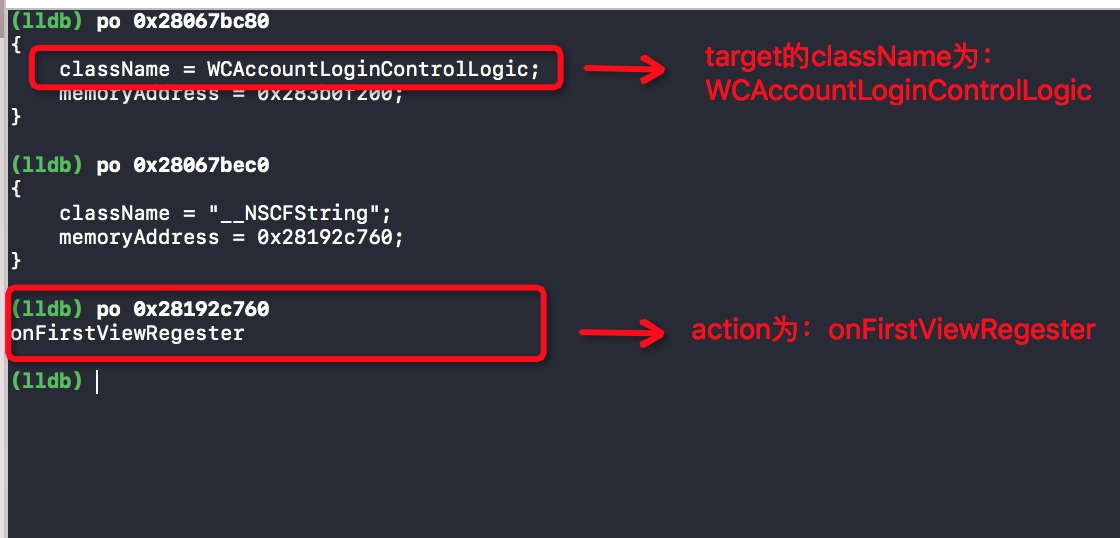 (lldb) po 0x28067bc80
{
className = WCAccountLoginControlLogic;
memoryAddress = 0x283b0f200;
}
target的className为：
WCAccountLoginControlLogic
(lldb) po 0x28067bec0
{
className = "__NSCFString";
memoryAddress = 0x28192c760;
}
(lldb) po 0x28192c760
onFirstViewRegester
action为：onFirstViewRegester
(lldb)